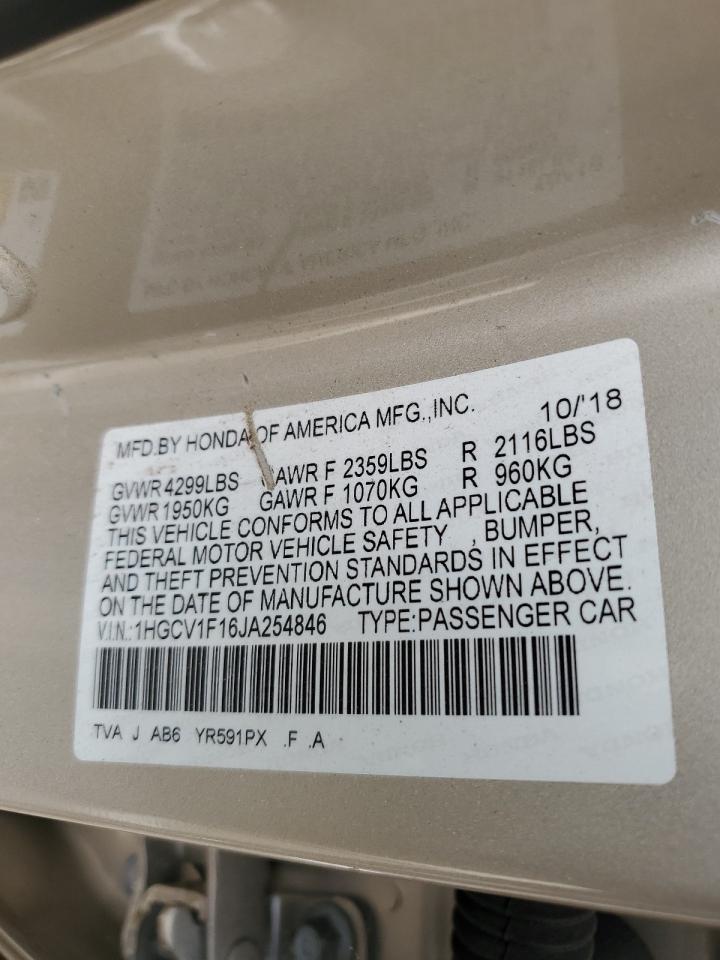 MFD.BY HONDA OF AMERICA MFG.,INC. 10/'18
GVWR 4299LBS GAWR F 2359LBS R 2116LBS
GVWR 1950KG GAWR F 1070KG R 960KG
THIS VEHICLE CONFORMS TO ALL APPLICABLE
FEDERAL MOTOR VEHICLE SAFETY , BUMPER,
AND THEFT PREVENTION STANDARDS IN EFFECT
ON THE DATE OF MANUFACTURE SHOWN ABOVE.
V.I.N.:1HGCV1F16JA254846 TYPE:PASSENGER CAR
TVA J AB6 YR591PX .F .A